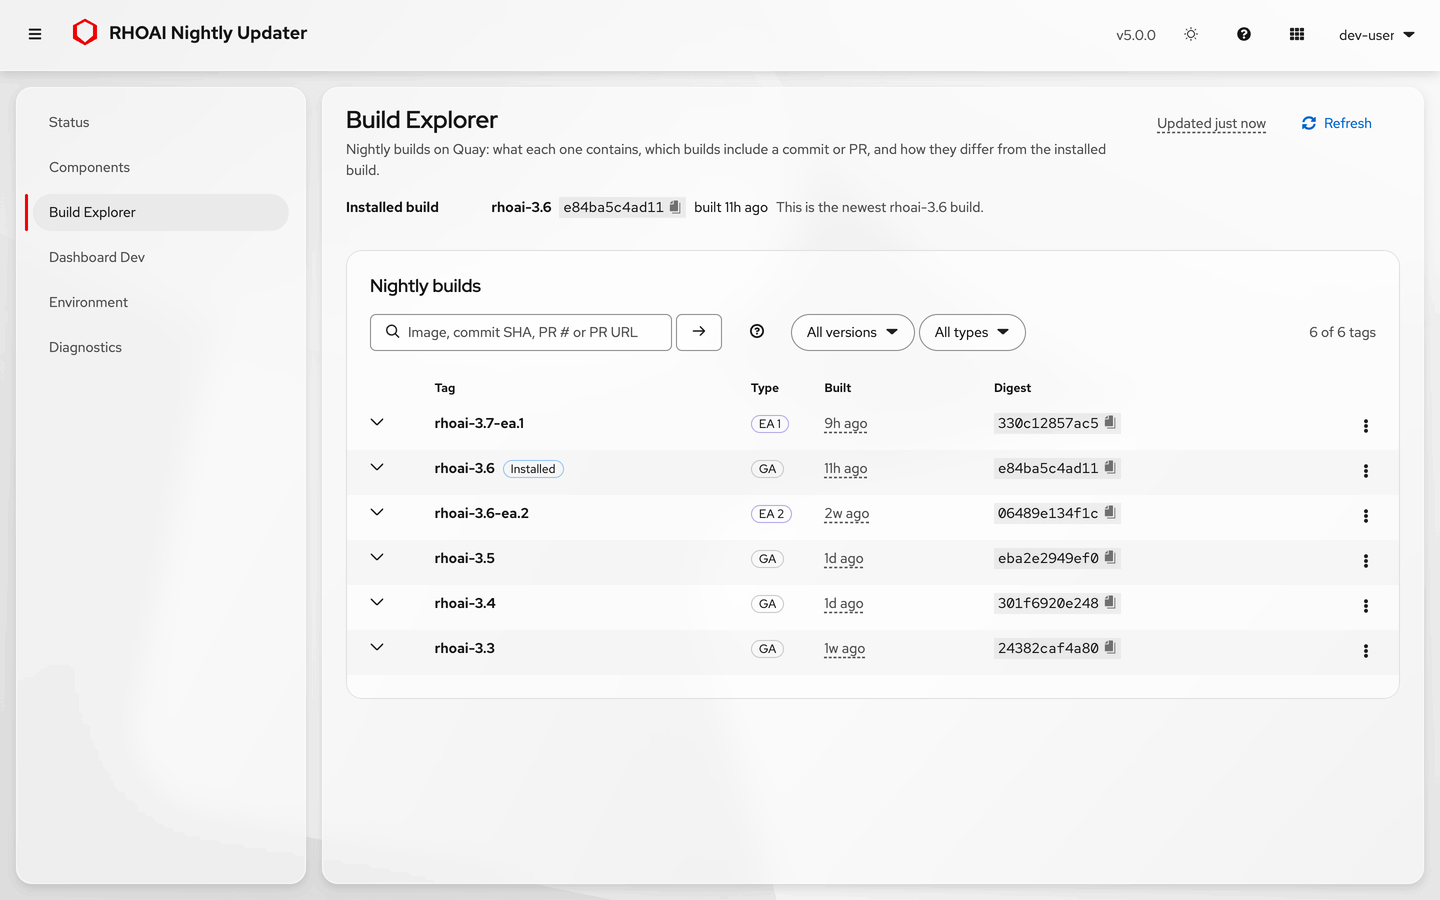 RHOAI Nightly Updater
v5.0.0
dev-user
Status
Components
Build Explorer
Dashboard Dev
Environment
Diagnostics
Build Explorer
Updated just now
Refresh
Nightly builds on Quay: what each one contains, which builds include a commit or PR, and how they differ from the installed
build.
Installed build rhoai-3.6 e84ba5c4ad11 built 11h ago This is the newest rhoai-3.6 build.
Nightly builds
Image, commit SHA, PR # or PR URL
All versions
All types
6 of 6 tags
Tag Type Built Digest
rhoai-3.7-ea.1 EA 1 9h ago 330c12857ac5
rhoai-3.6 Installed GA 11h ago e84ba5c4ad11
rhoai-3.6-ea.2 EA 2 2w ago 06489e134f1c
rhoai-3.5 GA 1d ago eba2e2949ef0
rhoai-3.4 GA 1d ago 301f6920e248
rhoai-3.3 GA 1w ago 24382caf4a80